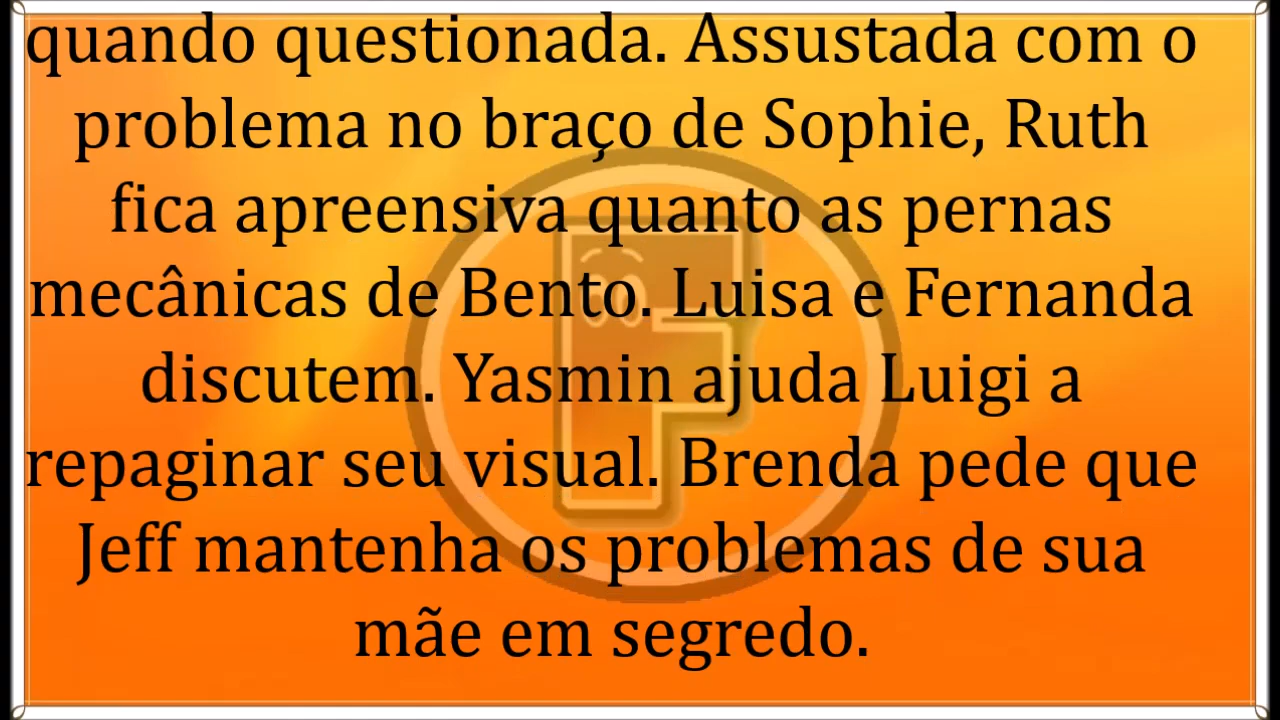 quando questionada. Assustada com o
problema no braço de Sophie, Ruth
fica apreensiva quanto as pernas
mecânicas de Bento. Luisa e Fernanda
discutem. Yasmin ajuda Luigi a
repaginar seu visual. Brenda pede que
Jeff mantenha os problemas de sua
mãe em segredo.